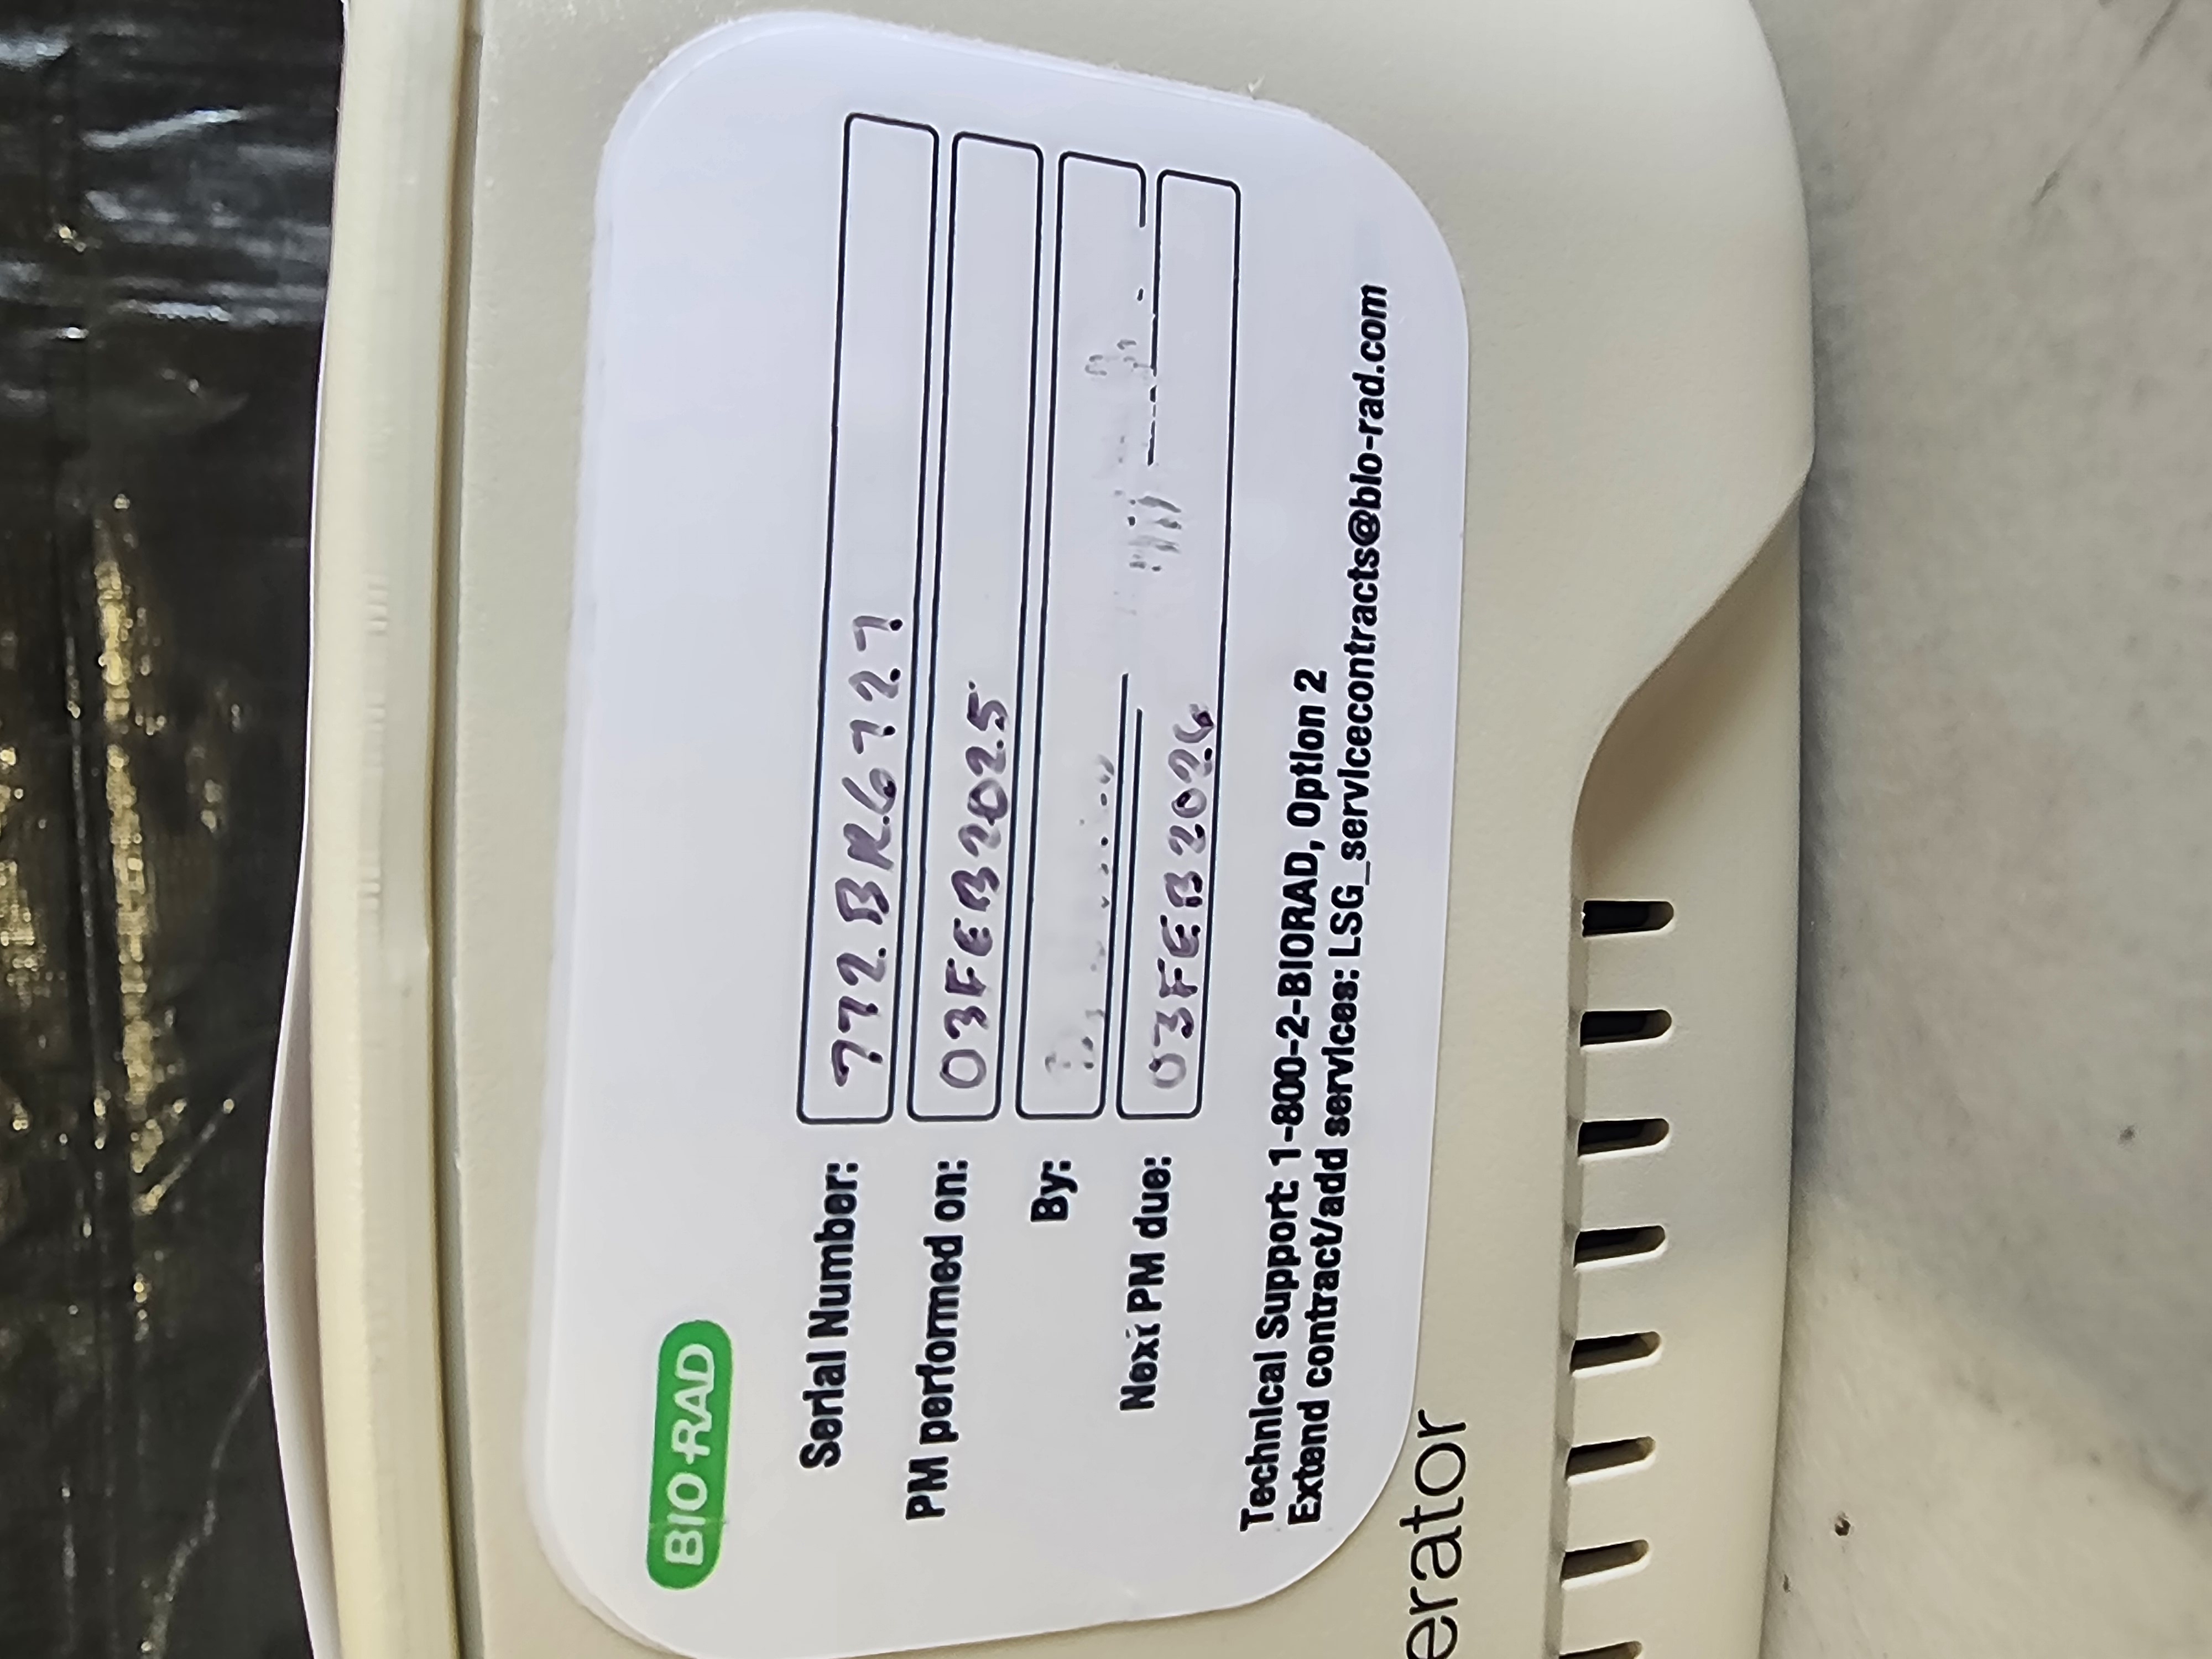 BIO-RAD
Serial Number: 772BR6727
PM performed on: 03FEB2025
By:
Next PM due: 03FEB2026
Technical Support: 1-800-2-BIORAD, Option 2
Extend contract/add services: LSG_servicecontracts@bio-rad.com
erator